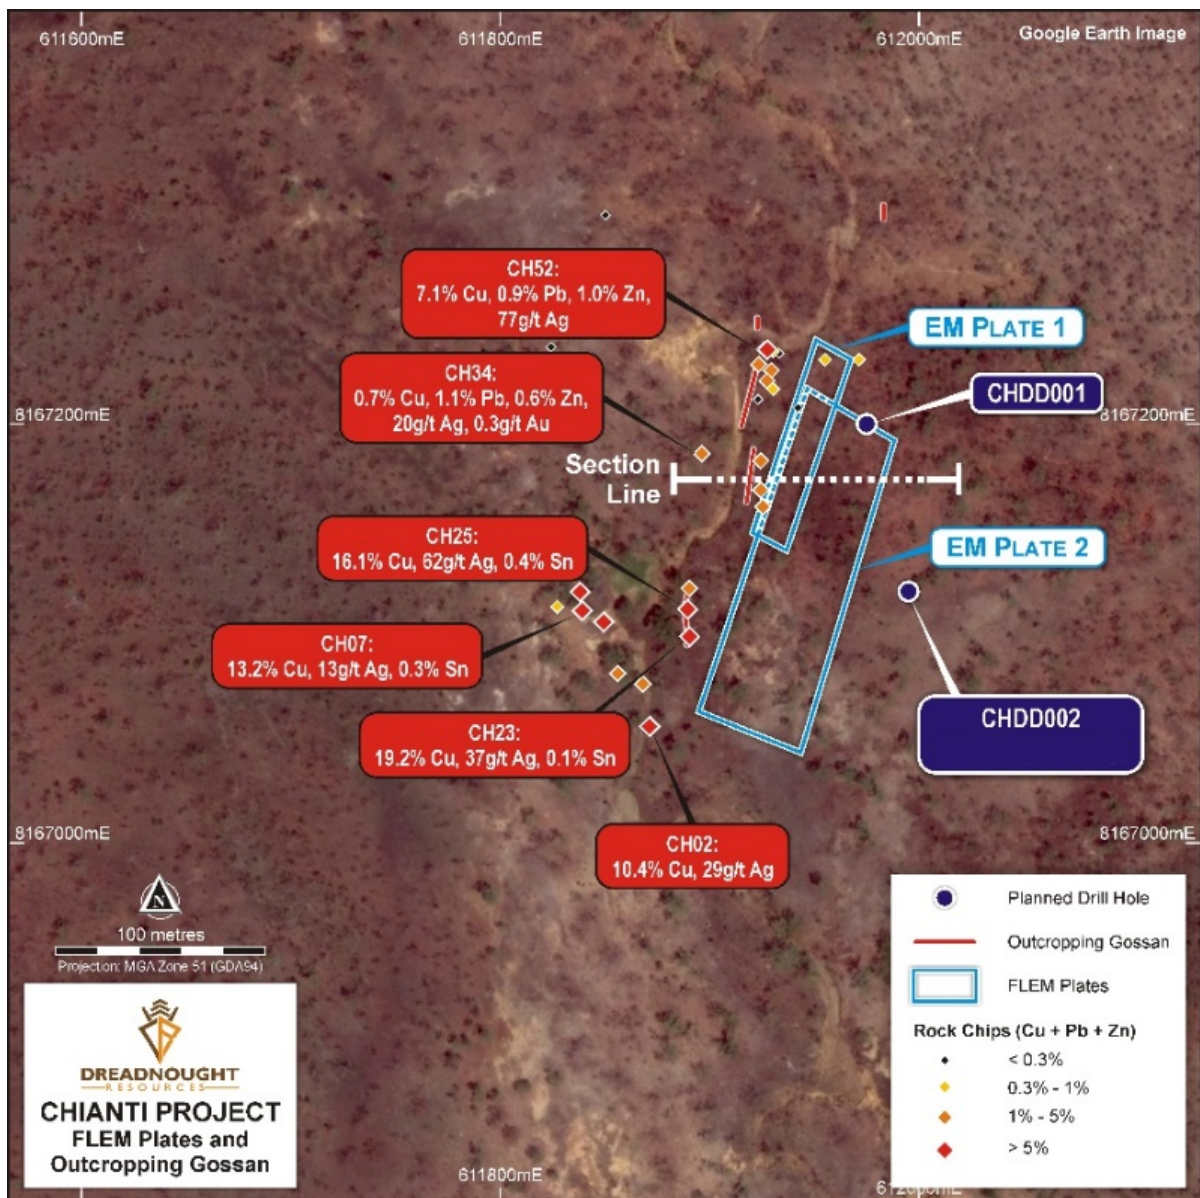 611600mE
611800mE
612000mE
Google Earth Image
CH52:
7.1% Cu, 0.9% Pb, 1.0% Zn,
77g/t Ag
EM PLATE 1
CH34:
0.7% Cu, 1.1% Pb, 0.6% Zn,
20g/t Ag, 0.3g/t Au
CHDD001
8167200mE
8167200mE
Section
Line
CH25:
16.1% Cu, 62g/t Ag, 0.4% Sn
EM PLATE 2
CH07:
13.2% Cu, 13g/t Ag, 0.3% Sn
CHDD002
CH23:
19.2% Cu, 37g/t Ag, 0.1% Sn
8167000mE
8167000mE
CH02:
10.4% Cu, 29g/t Ag
N
100 metres
Projection: MGA Zone 51 (GDA94)
Planned Drill Hole
Outcropping Gossan
FLEM Plates
Rock Chips (Cu + Pb + Zn)
< 0.3%
0.3% - 1%
1% - 5%
> 5%
DREADNOUGHT
RESOURCES
CHIANTI PROJECT
FLEM Plates and
Outcropping Gossan
611800mE